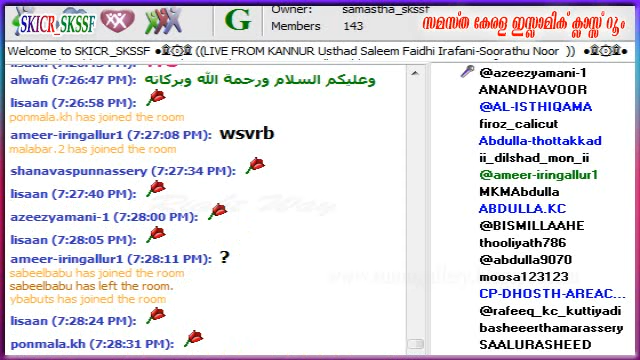 SKICR_SKSSF
G
Owner: samastha_skssf
Members 143
സമസ്ത കേരള ഇസ്ലാമിക് ക്ലാസ്സ് റൂം
Welcome to SKICR_SKSSF ●۩۞۩ ((LIVE FROM KANNUR Usthad Saleem Faidhi Irafani-Soorathu Noor )) ●۩۞۩
alwafi (7:26:47 PM): وعليكم السلام ورحمة الله وبركاته
lisaan (7:26:58 PM):
ponmala.kh has joined the room
ameer-iringallur1 (7:27:08 PM): wsvrb
malabar.2 has joined the room
shanavaspunnassery (7:27:34 PM):
lisaan (7:27:40 PM):
azeezyamani-1 (7:28:00 PM):
lisaan (7:28:05 PM):
ameer-iringallur1 (7:28:11 PM): ?
sabeelbabu has joined the room
sabeelbabu has left the room.
ybabuts has joined the room
lisaan (7:28:24 PM):
ponmala.kh (7:28:31 PM):
@azeezyamani-1
ANANDHAVOOR
@AL-ISTHIQAMA
firoz_calicut
Abdulla-thottakkad
ii_dilshad_mon_ii
@ameer-iringallur1
MKMAbdulla
ABDULLA.KC
@BISMILLAAHE
thooliyath786
@abdulla9070
moosa123123
CP-DHOSTH-AREAC...
@rafeeq_kc_kuttiyadi
basheeerthamarassery
SAALURASHEED